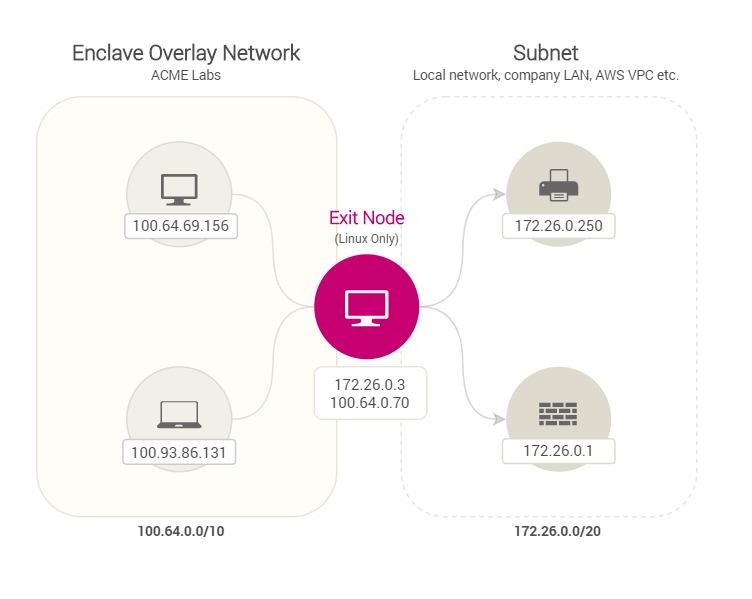 Enclave Overlay Network
ACME Labs
Subnet
Local network, company LAN, AWS VPC etc.
100.64.69.156
Exit Node
(Linux Only)
172.26.0.250
172.26.0.3
100.64.0.70
100.93.86.131
172.26.0.1
100.64.0.0/10
172.26.0.0/20